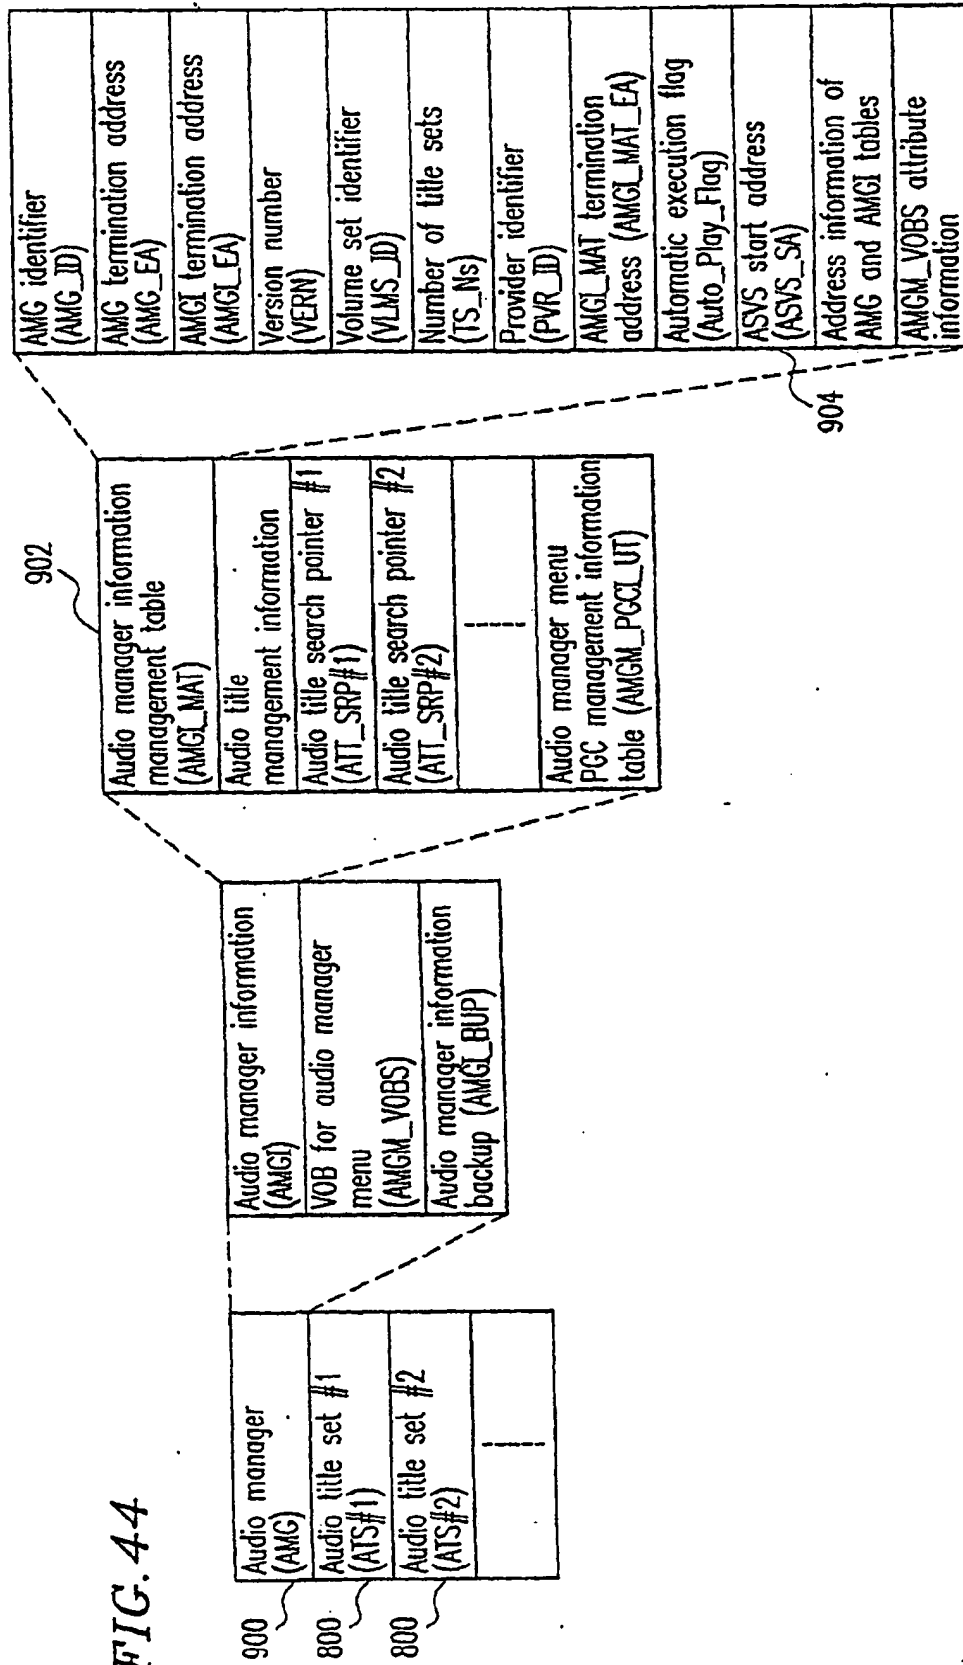 FIG. 44
900
800
800
Audio manager
(AMG)
Audio title set #1
(ATS#1)
Audio title set #2
(ATS#2)
Audio manager information
(AMGI)
VOB for audio manager
menu
(AMGM_VOBS)
Audio manager information
backup (AMGI_BUP)
902
Audio manager information
management table
(AMGI_MAT)
Audio title
management information
Audio title search pointer #1
(ATT_SRP#1)
Audio title search pointer #2
(ATT_SRP#2)
Audio manager menu
PGC management information
table (AMGM_PGCI_UT)
904
AMG identifier
(AMG_ID)
AMG termination address
(AMG_EA)
AMGI termination address
(AMGI_EA)
Version number
(VERN)
Volume set identifier
(VLMS_ID)
Number of title sets
(TS_Ns)
Provider identifier
(PVR_ID)
AMGI_MAT termination
address (AMGI_MAT_EA)
Automatic execution flag
(Auto_Play_Flag)
ASVS start address
(ASVS_SA)
Address information of
AMG and AMGI tables
AMGM_VOBS attribute
information